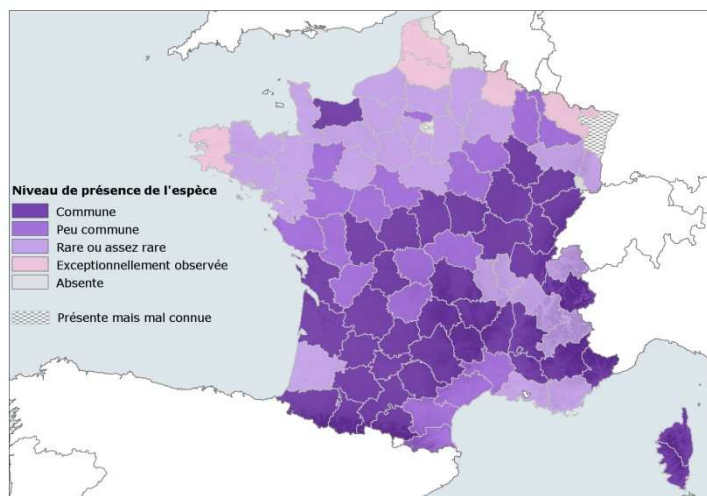 Niveau de présence de l'espèce
Commune
Peu commune
Rare ou assez rare
Exceptionnellement observée
Absente
Présente mais mal connue